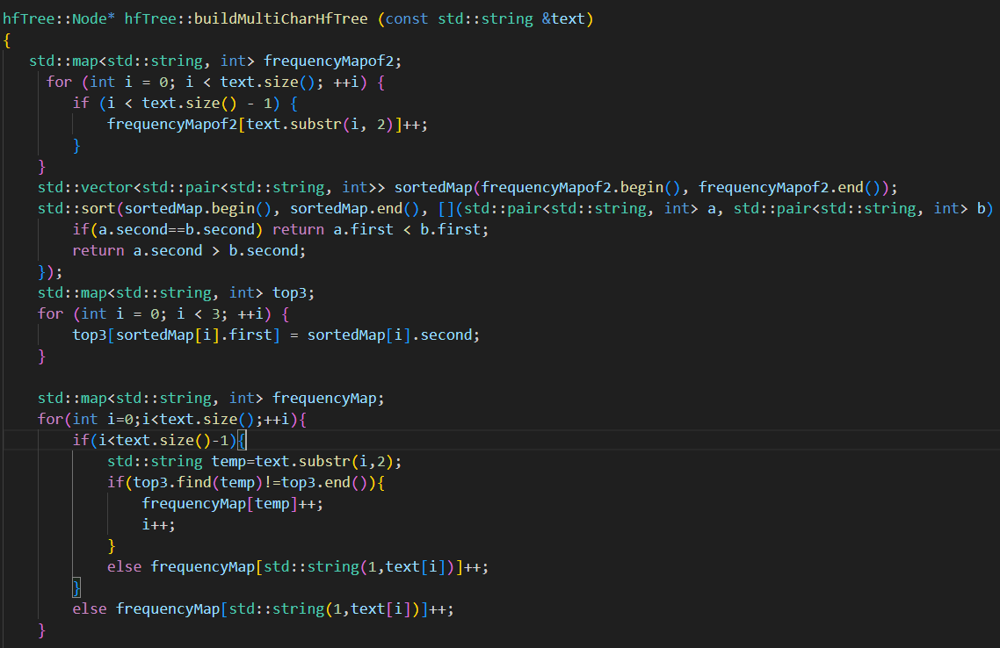 hfTree::Node* hfTree::buildMultiCharHfTree (const std::string &text)
{
std::map<std::string, int> frequencyMapof2;
for (int i = 0; i < text.size(); ++i) {
if (i < text.size() - 1) {
frequencyMapof2[text.substr(i, 2)]++;
}
}
std::vector<std::pair<std::string, int>> sortedMap(frequencyMapof2.begin(), frequencyMapof2.end());
std::sort(sortedMap.begin(), sortedMap.end(), [](std::pair<std::string, int> a, std::pair<std::string, int> b)
if(a.second==b.second) return a.first < b.first;
return a.second > b.second;
});
std::map<std::string, int> top3;
for (int i = 0; i < 3; ++i) {
top3[sortedMap[i].first] = sortedMap[i].second;
}
std::map<std::string, int> frequencyMap;
for(int i=0;i<text.size();++i){
if(i<text.size()-1){
std::string temp=text.substr(i,2);
if(top3.find(temp)!=top3.end()){
frequencyMap[temp]++;
i++;
}
else frequencyMap[std::string(1,text[i])]++;
}
else frequencyMap[std::string(1,text[i])]++;
}